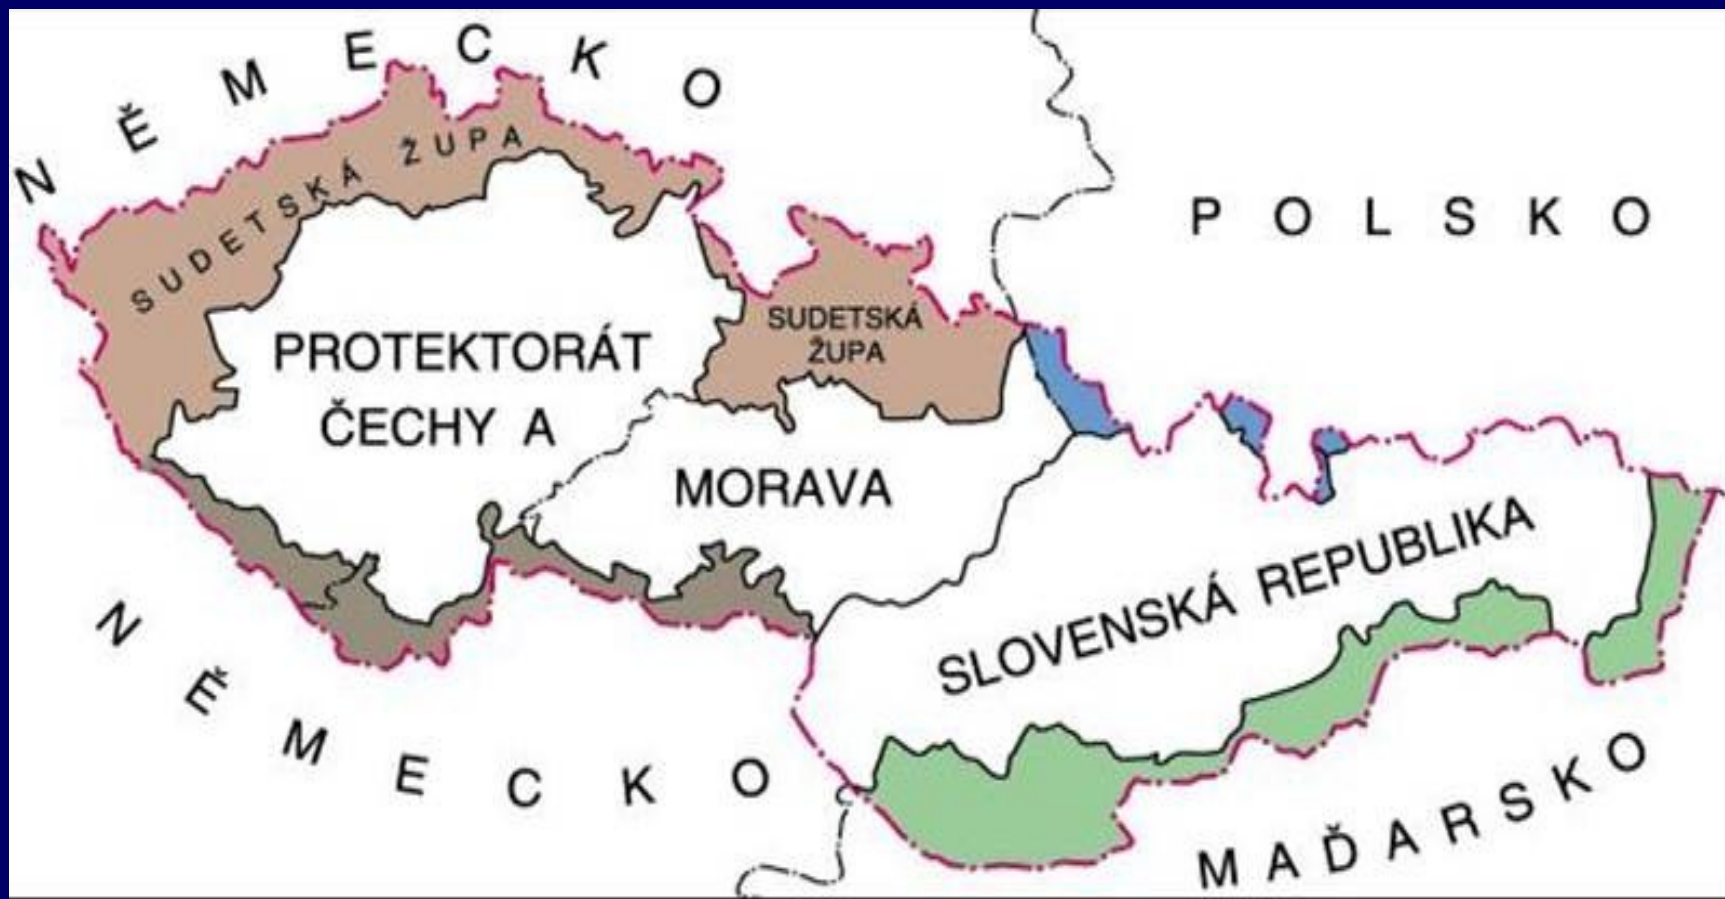 NĚMECKO
SUDETSKÁ ŽUPA
POLSKO
SUDETSKÁ
ŽUPA
PROTEKTORÁT
ČECHY A
MORAVA
SLOVENSKÁ REPUBLIKA
NĚMECKO
MAĎARSKO